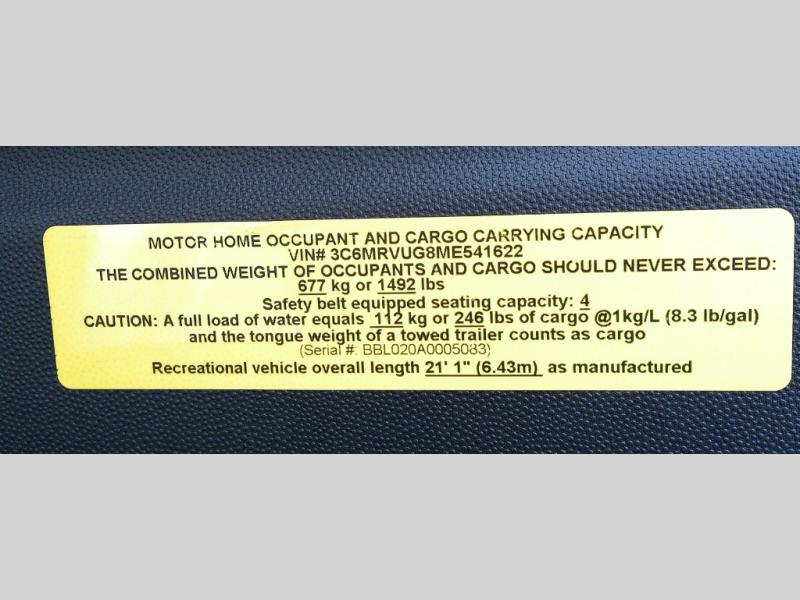 MOTOR HOME OCCUPANT AND CARGO CARRYING CAPACITY
VIN# 3C6MRVUG8ME541622
THE COMBINED WEIGHT OF OCCUPANTS AND CARGO SHOULD NEVER EXCEED:
677 kg or 1492 lbs
Safety belt equipped seating capacity: 4
CAUTION: A full load of water equals 112 kg or 246 lbs of cargo @1kg/L (8.3 lb/gal)
and the tongue weight of a towed trailer counts as cargo
(Serial #: BBL020A0005083)
Recreational vehicle overall length 21' 1" (6.43m) as manufactured